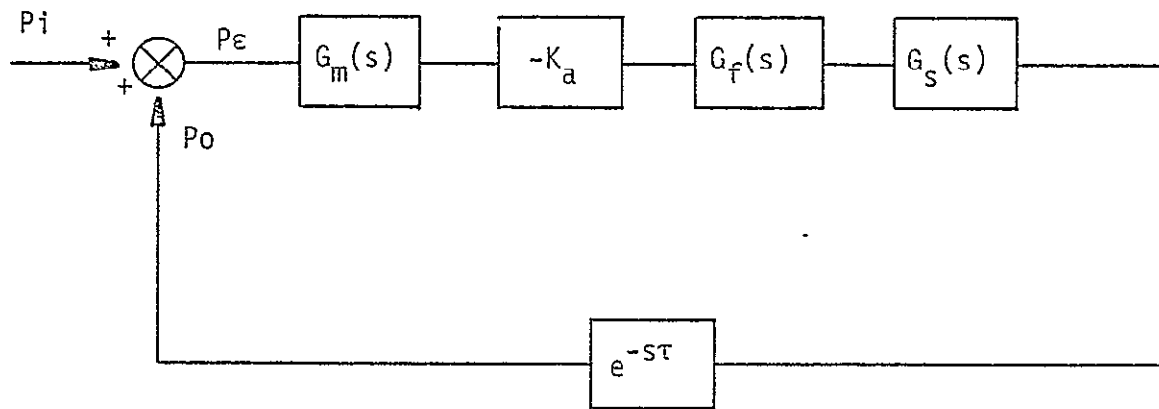 Pi
+
+
Pε
G_m(s)
-K_a
G_f(s)
G_s(s)
Po
e^{-sτ}